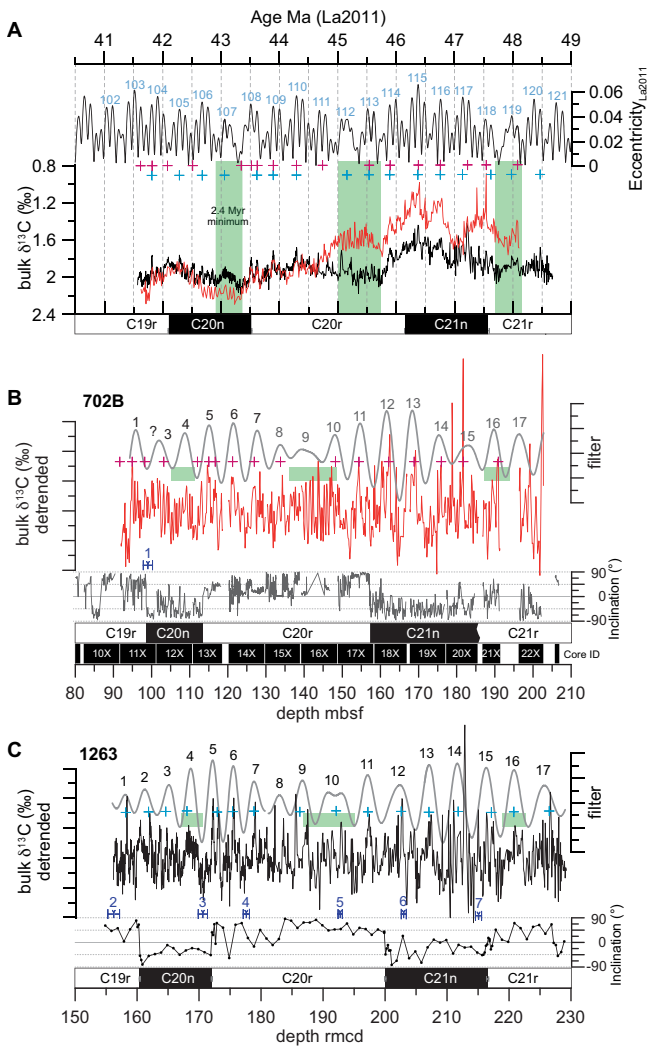 Age Ma (La2011)
A
41 42 43 44 45 46 47 48 49
102 103 104 105 106 107 108 109 110 111 112 113 114 115 116 117 118 119 120 121
0.06
0.04
0.02
0
Eccentricity La2011
0.8
1.2
1.6
2
2.4
bulk δ13C (‰)
2.4 Myr
minimum
C19r C20n C20r C21n C21r
B
702B
bulk δ13C (‰)
detrended
1 ? 3 4 5 6 7 8 9 10 11 12 13 14 15 16 17
filter
1
90
0
-90
Inclination (°)
C19r C20n C20r C21n C21r
10X 11X 12X 13X 14X 15X 16X 17X 18X 19X 20X 21X 22X Core ID
80 90 100 110 120 130 140 150 160 170 180 190 200 210
depth mbsf
C
1263
bulk δ13C (‰)
detrended
1 2 3 4 5 6 7 8 9 10 11 12 13 14 15 16 17
filter
2 3 4 5 6 7
90
0
-90
Inclination (°)
C19r C20n C20r C21n C21r
150 160 170 180 190 200 210 220 230
depth rmcd